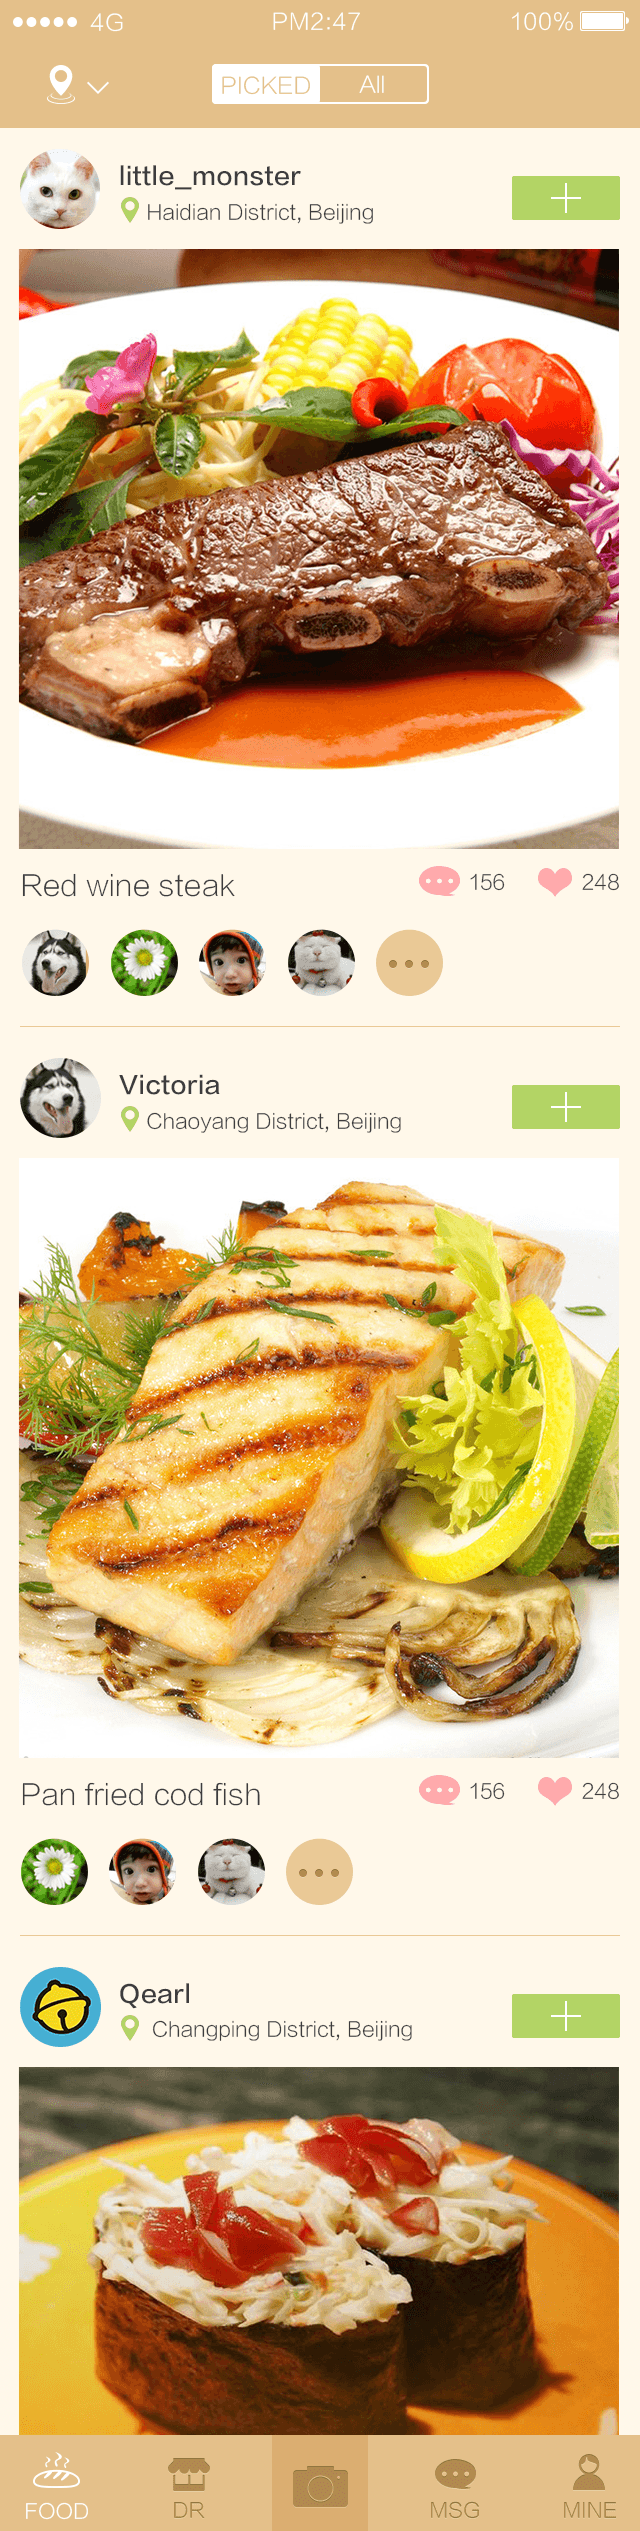 4G PM2:47 100%
PICKED All
little_monster
Haidian District, Beijing
Red wine steak 156 248
Victoria
Chaoyang District, Beijing
Pan fried cod fish 156 248
Qearl
Changping District, Beijing
FOOD DR MSG MINE